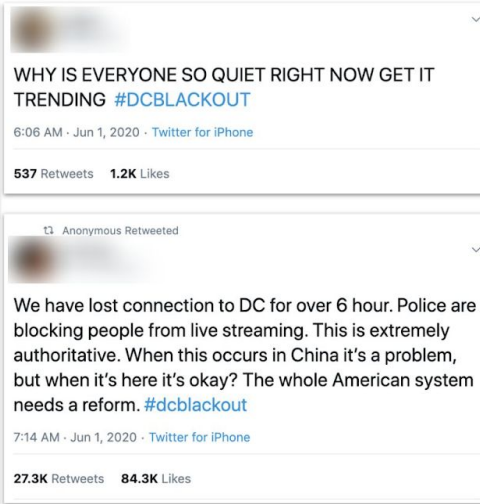 WHY IS EVERYONE SO QUIET RIGHT NOW GET IT
TRENDING #DCBLACKOUT
6:06 AM · Jun 1, 2020 · Twitter for iPhone
537 Retweets 1.2K Likes
Anonymous Retweeted
We have lost connection to DC for over 6 hour. Police are
blocking people from live streaming. This is extremely
authoritative. When this occurs in China it’s a problem,
but when it’s here it’s okay? The whole American system
needs a reform. #dcblackout
7:14 AM · Jun 1, 2020 · Twitter for iPhone
27.3K Retweets 84.3K Likes